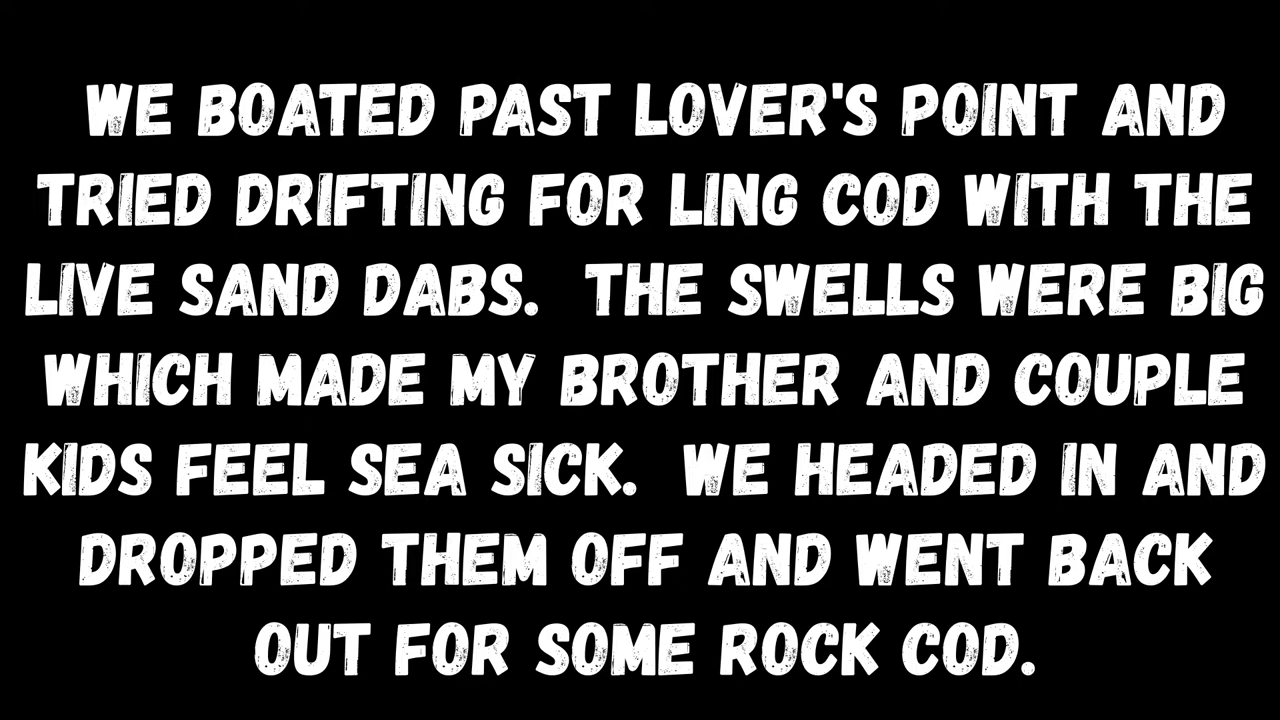 WE BOATED PAST LOVER'S POINT AND
TRIED DRIFTING FOR LING COD WITH THE
LIVE SAND DABS.  THE SWELLS WERE BIG
WHICH MADE MY BROTHER AND COUPLE
KIDS FEEL SEA SICK.  WE HEADED IN AND
DROPPED THEM OFF AND WENT BACK
OUT FOR SOME ROCK COD.